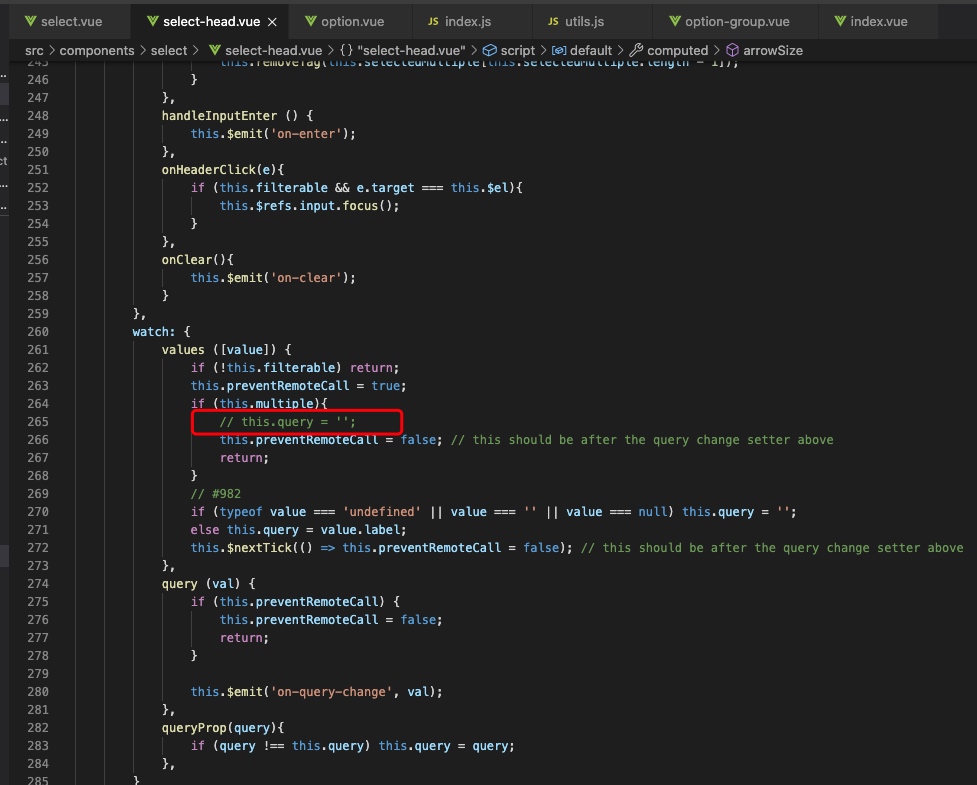 select.vue select-head.vue option.vue JS index.js JS utils.js option-group.vue index.vue
src > components > select > select-head.vue > {} "select-head.vue" > script > default > computed > arrowSize
245 this.removeTag(this.selectedMultiple[this.selectedMultiple.length - 1]);
246 }
247 },
248 handleInputEnter () {
249 this.$emit('on-enter');
250 },
251 onHeaderClick(e){
252 if (this.filterable && e.target === this.$el){
253 this.$refs.input.focus();
254 }
255 },
256 onClear(){
257 this.$emit('on-clear');
258 }
259 },
260 watch: {
261 values ([value]) {
262 if (!this.filterable) return;
263 this.preventRemoteCall = true;
264 if (this.multiple){
265 // this.query = '';
266 this.preventRemoteCall = false; // this should be after the query change setter above
267 return;
268 }
269 // #982
270 if (typeof value === 'undefined' || value === '' || value === null) this.query = '';
271 else this.query = value.label;
272 this.$nextTick(() => this.preventRemoteCall = false); // this should be after the query change setter above
273 },
274 query (val) {
275 if (this.preventRemoteCall) {
276 this.preventRemoteCall = false;
277 return;
278 }
279
280 this.$emit('on-query-change', val);
281 },
282 queryProp(query){
283 if (query !== this.query) this.query = query;
284 },
285 }